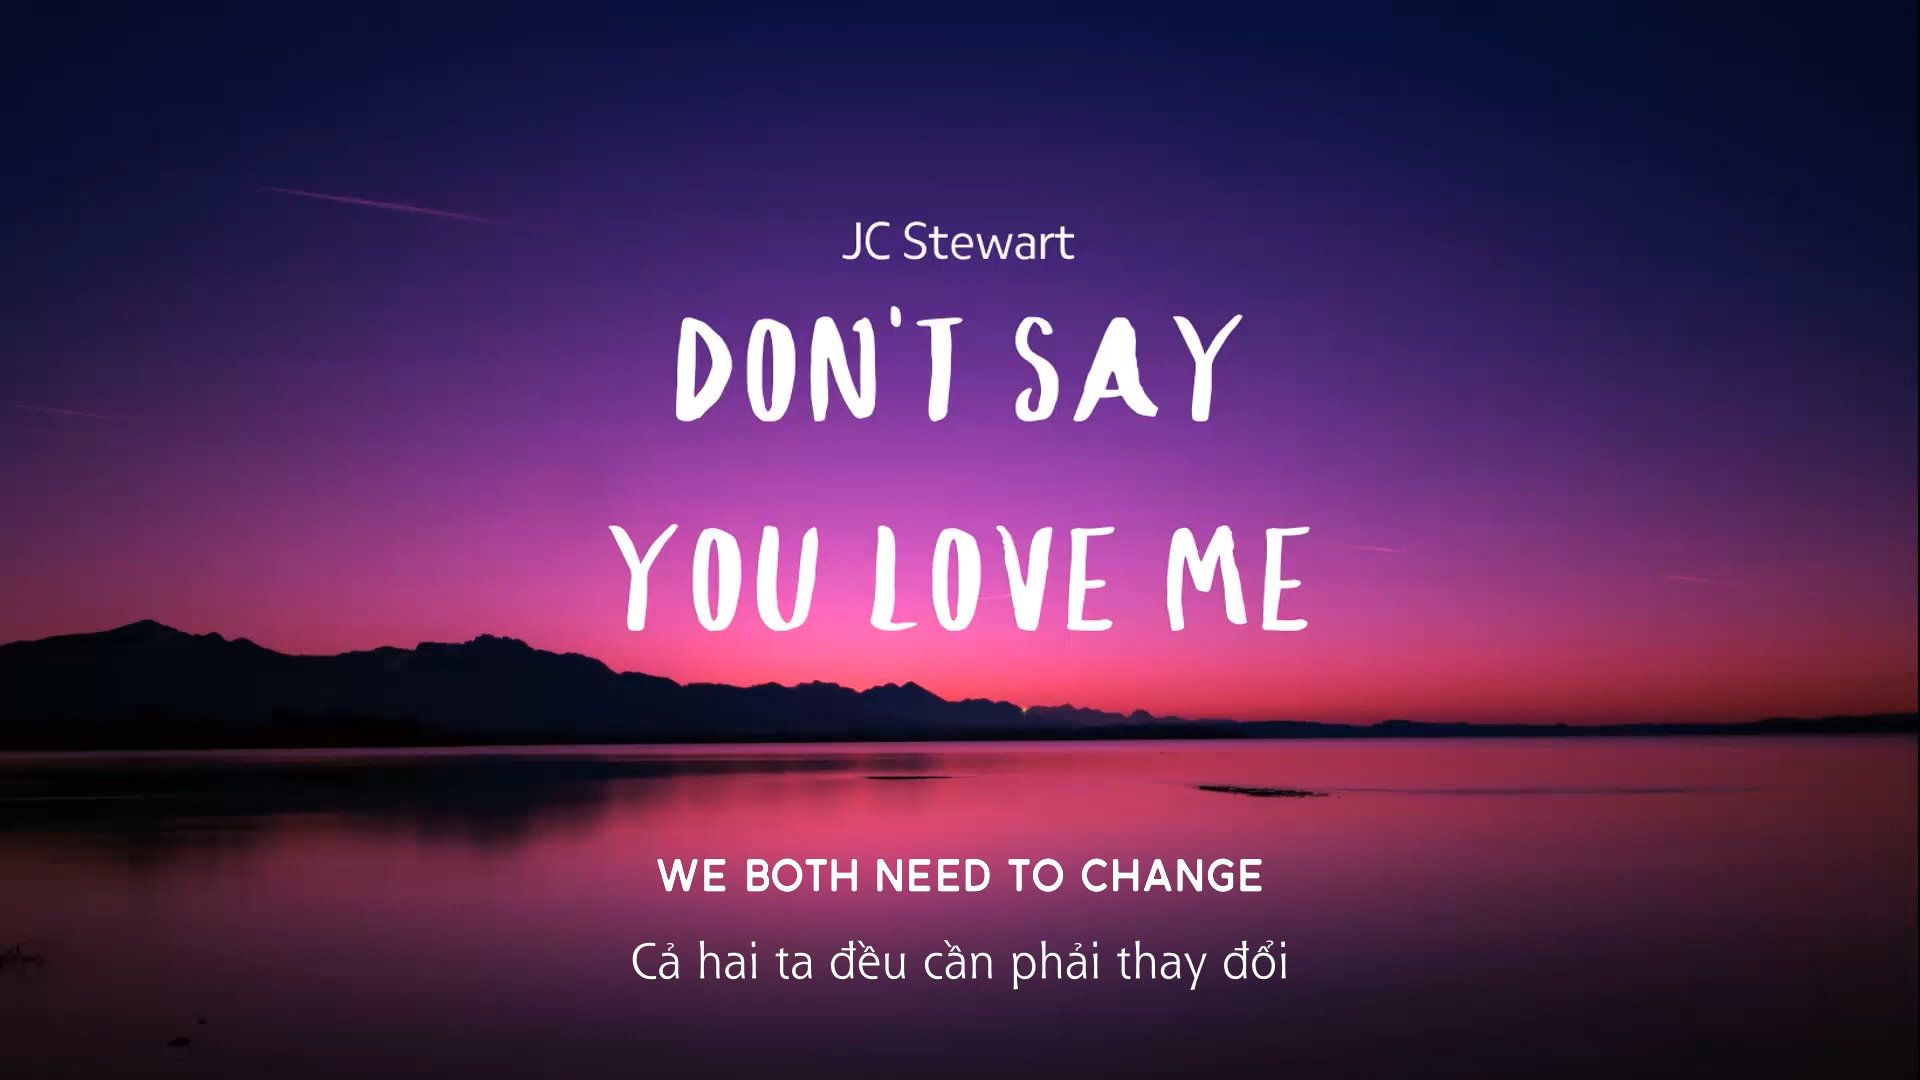 JC Stewart
DON'T SAY
YOU LOVE ME
WE BOTH NEED TO CHANGE
Cả hai ta đều cần phải thay đổi